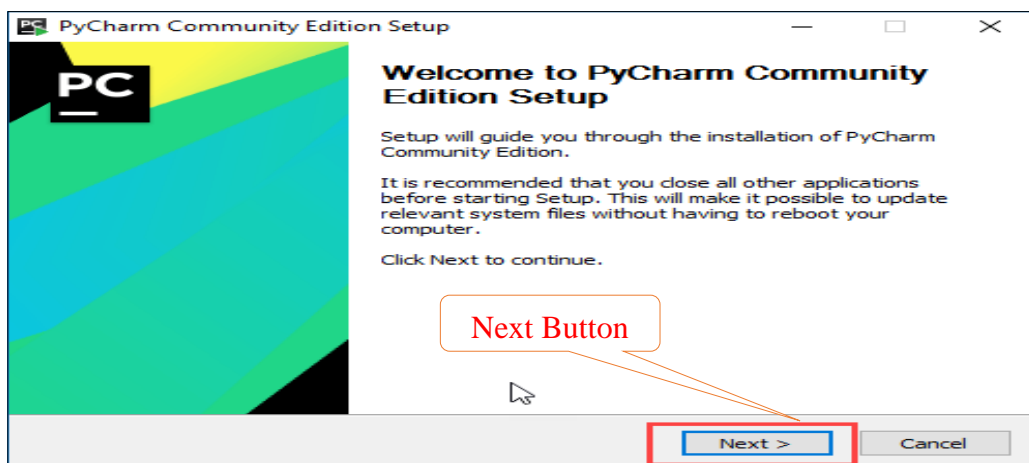 PyCharm Community Edition Setup
PC
Welcome to PyCharm Community
Edition Setup
Setup will guide you through the installation of PyCharm
Community Edition.
It is recommended that you close all other applications
before starting Setup. This will make it possible to update
relevant system files without having to reboot your
computer.
Click Next to continue.
Next Button
Next >
Cancel